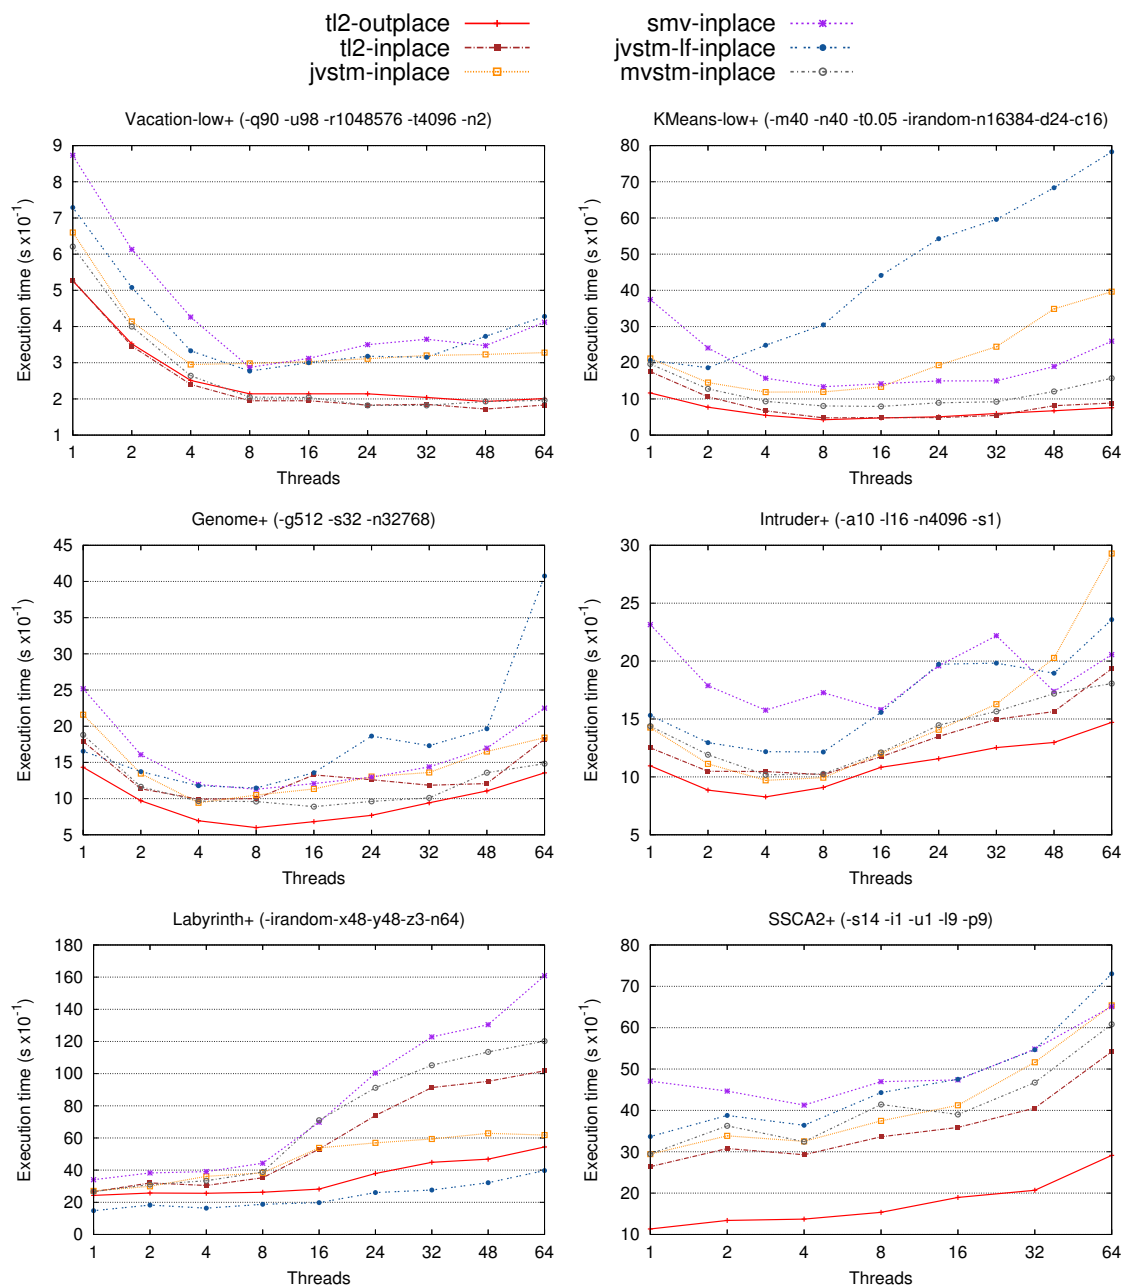 tl2-outplace
tl2-inplace
jvstm-inplace
smv-inplace
jvstm-lf-inplace
mvstm-inplace
Vacation-low+ (-q90 -u98 -r1048576 -t4096 -n2)
Execution time (s x10⁻¹)
9
8
7
6
5
4
3
2
1
1 2 4 8 16 24 32 48 64
Threads
KMeans-low+ (-m40 -n40 -t0.05 -irandom-n16384-d24-c16)
Execution time (s x10⁻¹)
80
70
60
50
40
30
20
10
0
1 2 4 8 16 24 32 48 64
Threads
Genome+ (-g512 -s32 -n32768)
Execution time (s x10⁻¹)
45
40
35
30
25
20
15
10
5
1 2 4 8 16 24 32 48 64
Threads
Intruder+ (-a10 -l16 -n4096 -s1)
Execution time (s x10⁻¹)
30
25
20
15
10
5
1 2 4 8 16 24 32 48 64
Threads
Labyrinth+ (-irandom-x48-y48-z3-n64)
Execution time (s x10⁻¹)
180
160
140
120
100
80
60
40
20
0
1 2 4 8 16 24 32 48 64
Threads
SSCA2+ (-s14 -i1 -u1 -l9 -p9)
Execution time (s x10⁻¹)
80
70
60
50
40
30
20
10
1 2 4 8 16 32 64
Threads